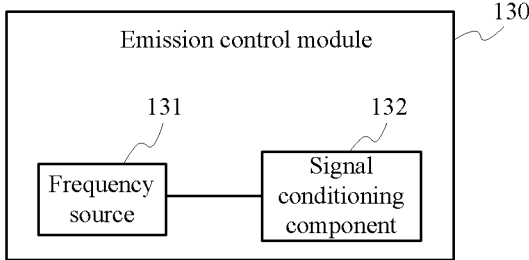 130
Emission control module
131
132
Frequency
source
Signal
conditioning
component